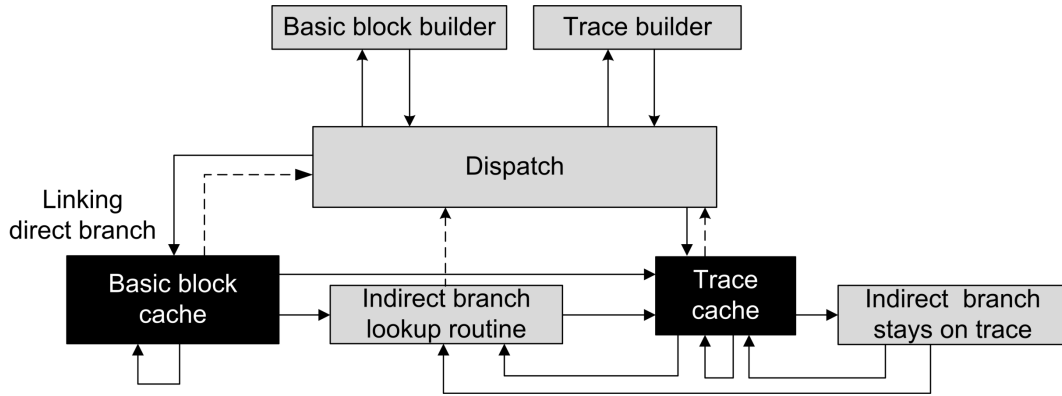 Basic block builder
Trace builder
Dispatch
Linking
direct branch
Basic block
cache
Indirect branch
lookup routine
Trace
cache
Indirect branch
stays on trace